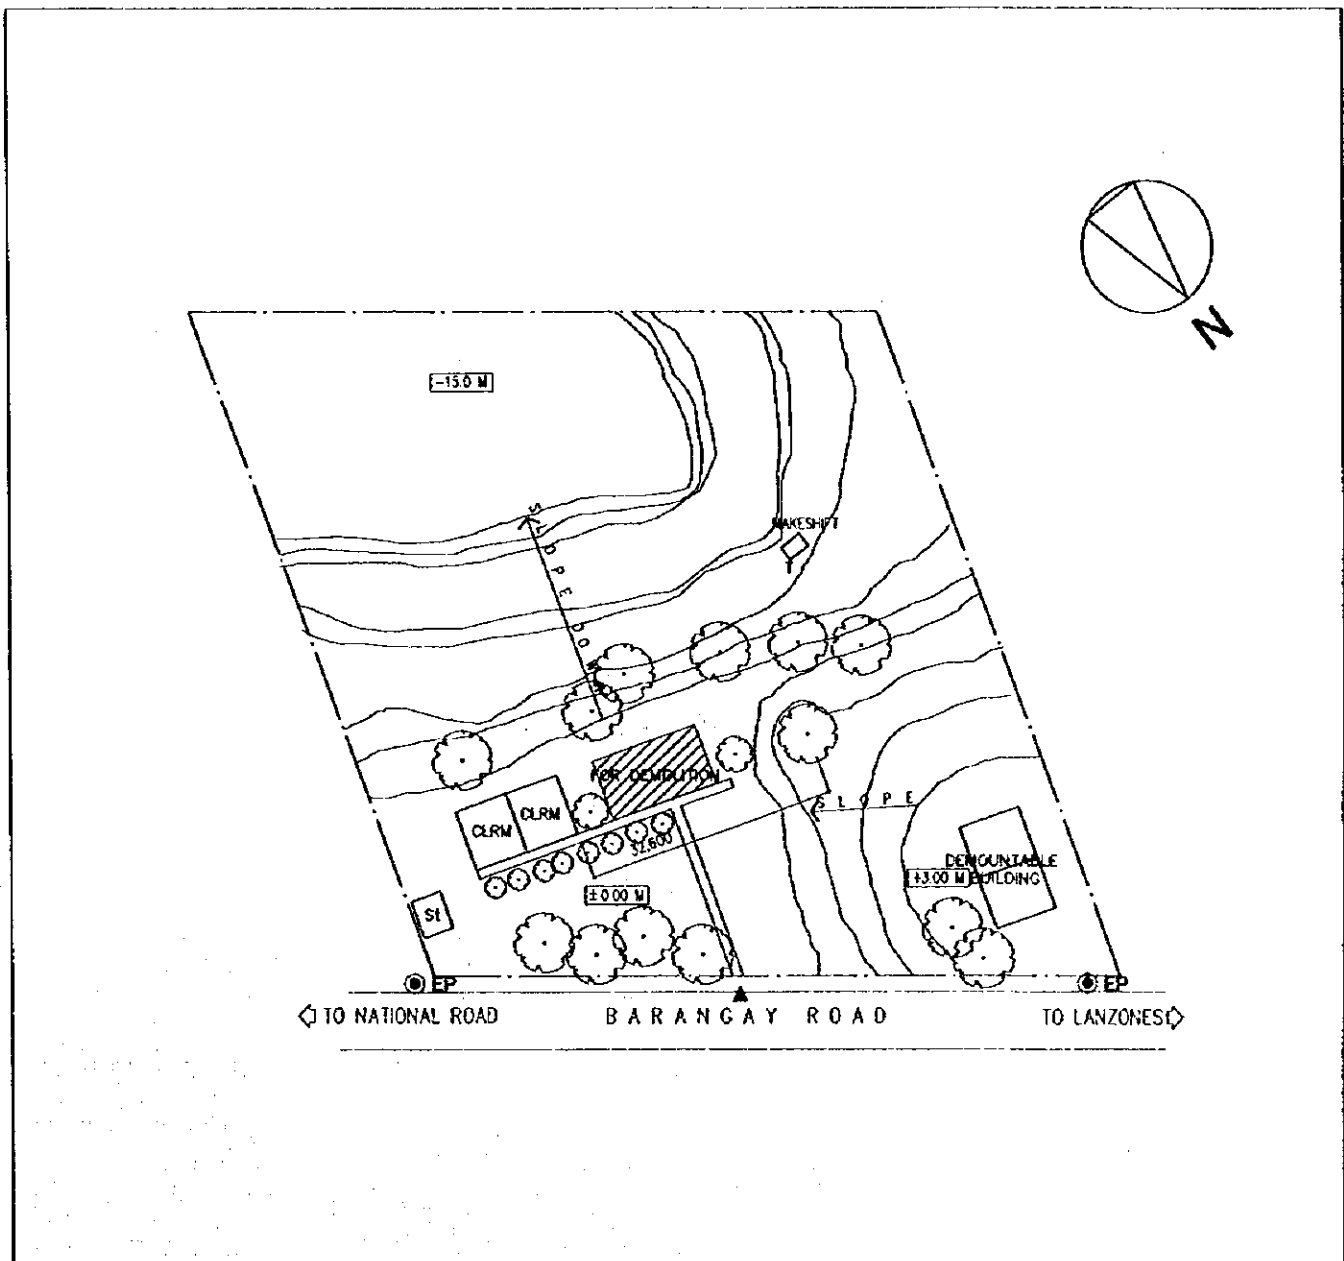 N
-15.0 M
SLOPE DOWN
MAKESHIFT
T
FOR DEMOLITION
CLRM
CLRM
SLOPE
32,600
DEMOUNTABLE
BUILDING
+3.00 M
±0.00 M
St
EP
EP
TO NATIONAL ROAD
BARANGAY ROAD
TO LANZONES